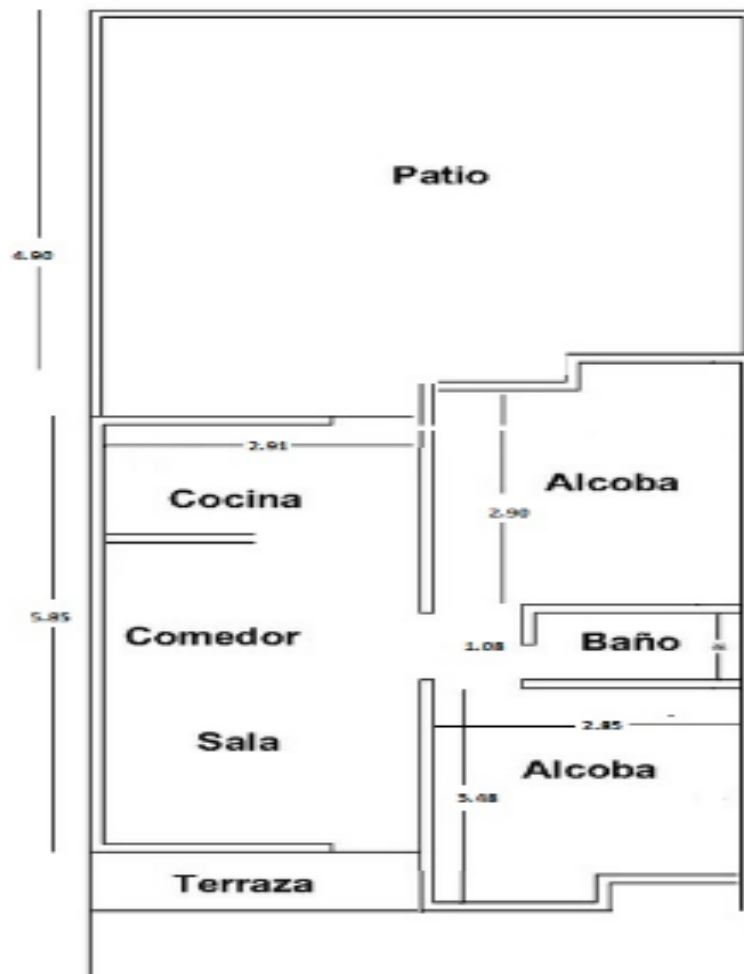 Patio
4.90
2.91
Alcoba
Cocina
2.90
5.85
Comedor
1.08
Baño
2.85
Sala
Alcoba
3.48
Terraza